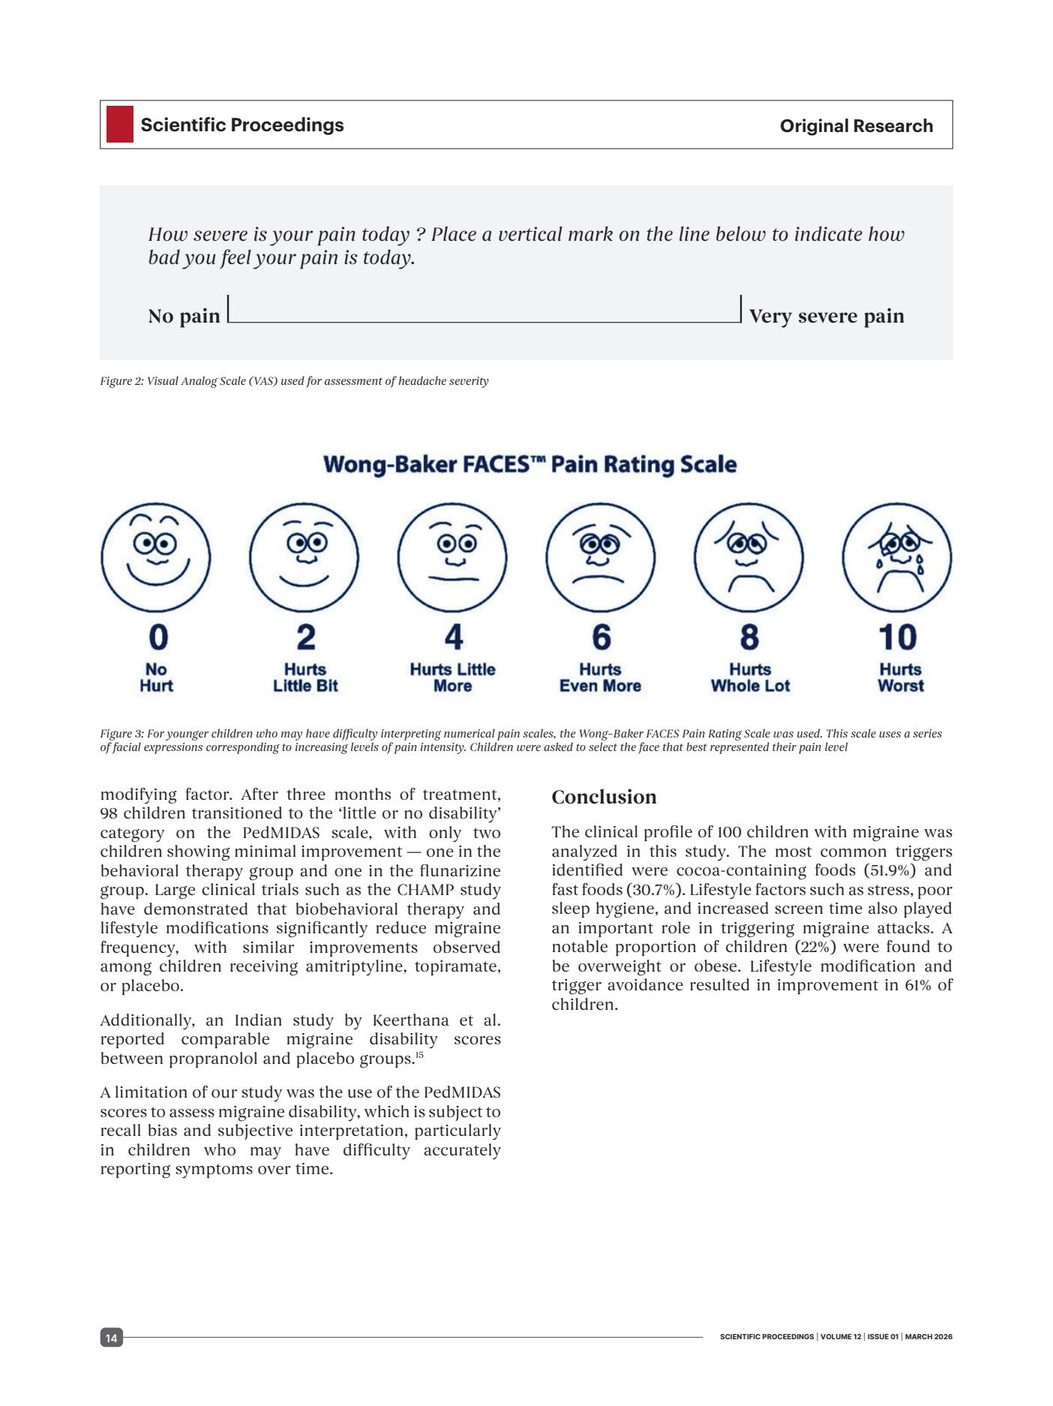 Scientific Proceedings
Original Research
How severe is your pain today ? Place a vertical mark on the line below to indicate how
bad you feel your pain is today.
No pain
Very severe pain
Figure 2: Visual Analog Scale (VAS) used for assessment of headache severity
Wong-Baker FACES™ Pain Rating Scale
0
2
4
6
8
10
No
Hurt
Hurts
Little Bit
Hurts Little
More
Hurts
Even More
Hurts
Whole Lot
Hurts
Worst
Figure 3: For younger children who may have difficulty interpreting numerical pain scales, the Wong–Baker FACES Pain Rating Scale was used. This scale uses a series
of facial expressions corresponding to increasing levels of pain intensity. Children were asked to select the face that best represented their pain level
modifying factor. After three months of treatment,
98 children transitioned to the ‘little or no disability’
category on the PedMIDAS scale, with only two
children showing minimal improvement — one in the
behavioral therapy group and one in the flunarizine
group. Large clinical trials such as the CHAMP study
have demonstrated that biobehavioral therapy and
lifestyle modifications significantly reduce migraine
frequency, with similar improvements observed
among children receiving amitriptyline, topiramate,
or placebo.
Additionally, an Indian study by Keerthana et al.
reported comparable migraine disability scores
between propranolol and placebo groups.¹⁵
A limitation of our study was the use of the PedMIDAS
scores to assess migraine disability, which is subject to
recall bias and subjective interpretation, particularly
in children who may have difficulty accurately
reporting symptoms over time.
Conclusion
The clinical profile of 100 children with migraine was
analyzed in this study. The most common triggers
identified were cocoa-containing foods (51.9%) and
fast foods (30.7%). Lifestyle factors such as stress, poor
sleep hygiene, and increased screen time also played
an important role in triggering migraine attacks. A
notable proportion of children (22%) were found to
be overweight or obese. Lifestyle modification and
trigger avoidance resulted in improvement in 61% of
children.
14
SCIENTIFIC PROCEEDINGS | VOLUME 12 | ISSUE 01 | MARCH 2026